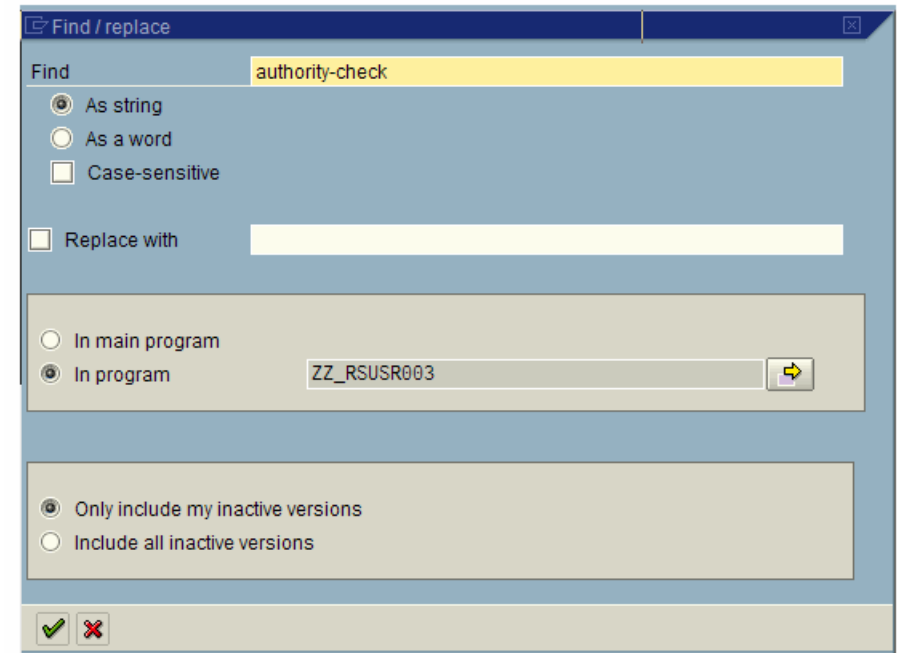 Find / replace
Find authority-check
As string
As a word
Case-sensitive
Replace with
In main program
In program ZZ_RSUSR003
Only include my inactive versions
Include all inactive versions